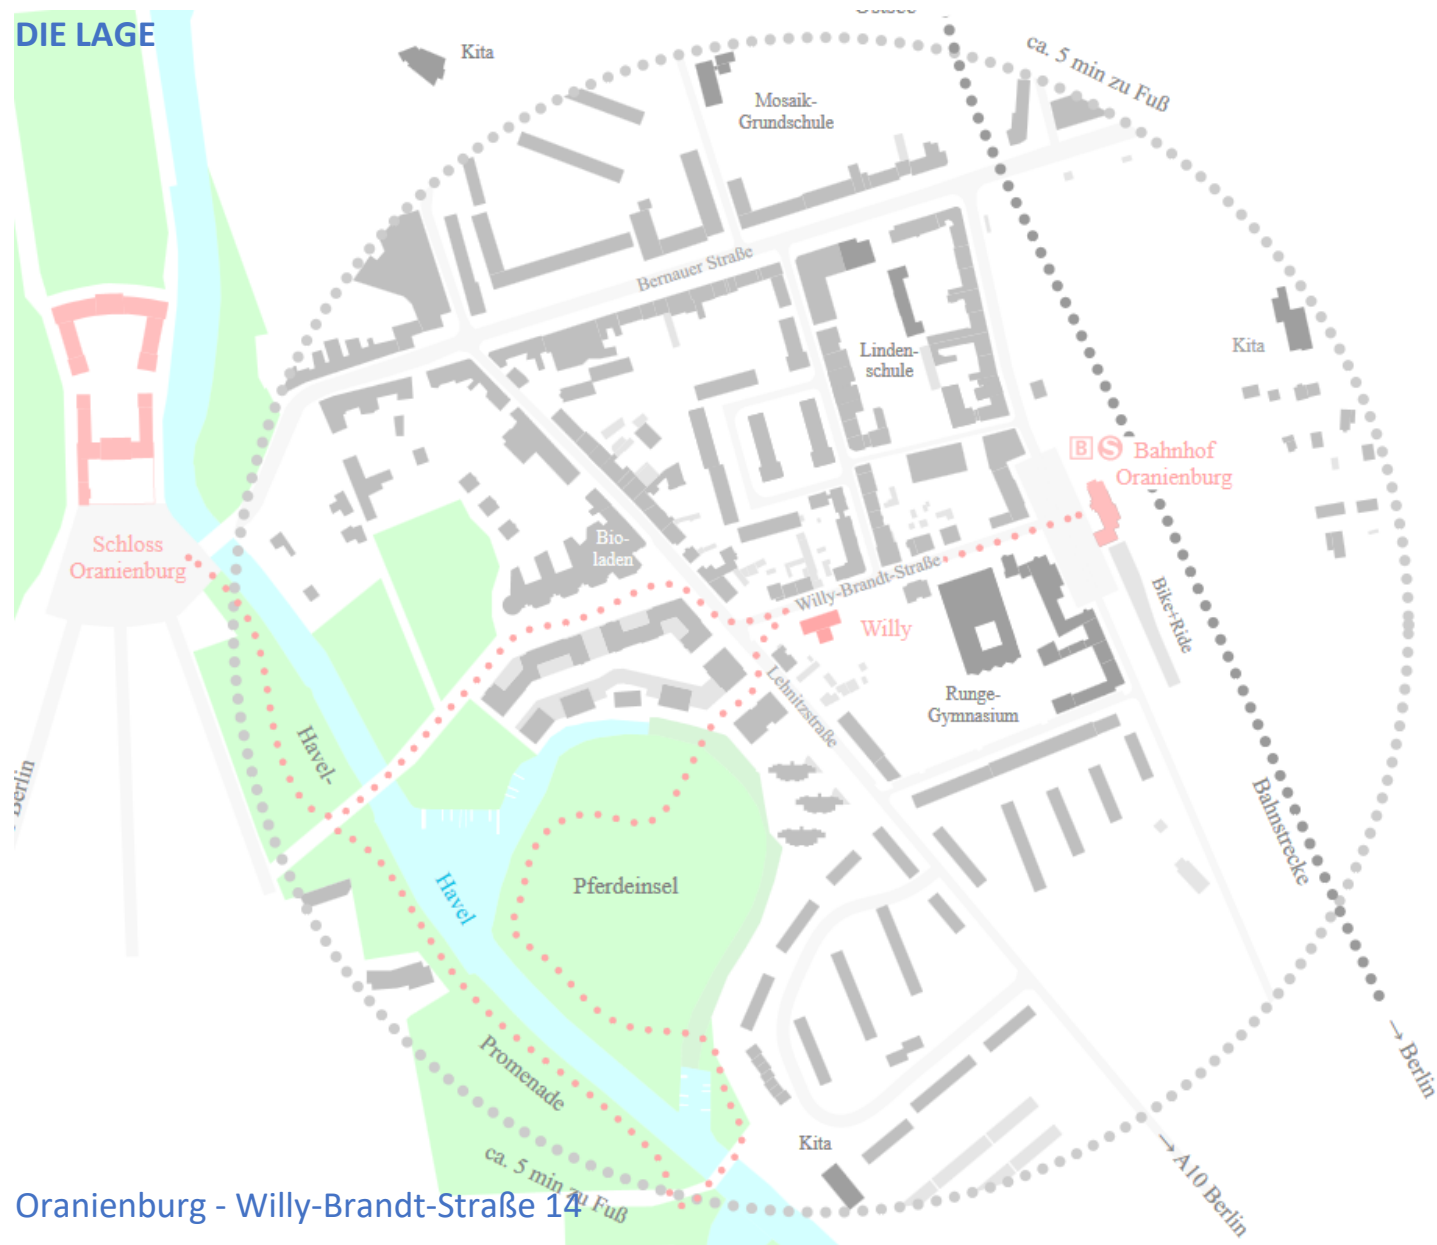 DIE LAGE
Ostsee
Kita
ca. 5 min zu Fuß
Mosaik-
Grundschule
Bernauer Straße
Linden-
schule
Kita
B S Bahnhof
Oranienburg
Schloss
Oranienburg
Bio-
laden
Willy-Brandt-Straße
Bike+Ride
Willy
Lehnitzstraße
Runge-
Gymnasium
Havel-
Berlin
Bahnstrecke
Havel
Pferdeinsel
Promenade
→ Berlin
Kita
→ A10 Berlin
ca. 5 min zu Fuß
Oranienburg - Willy-Brandt-Straße 14